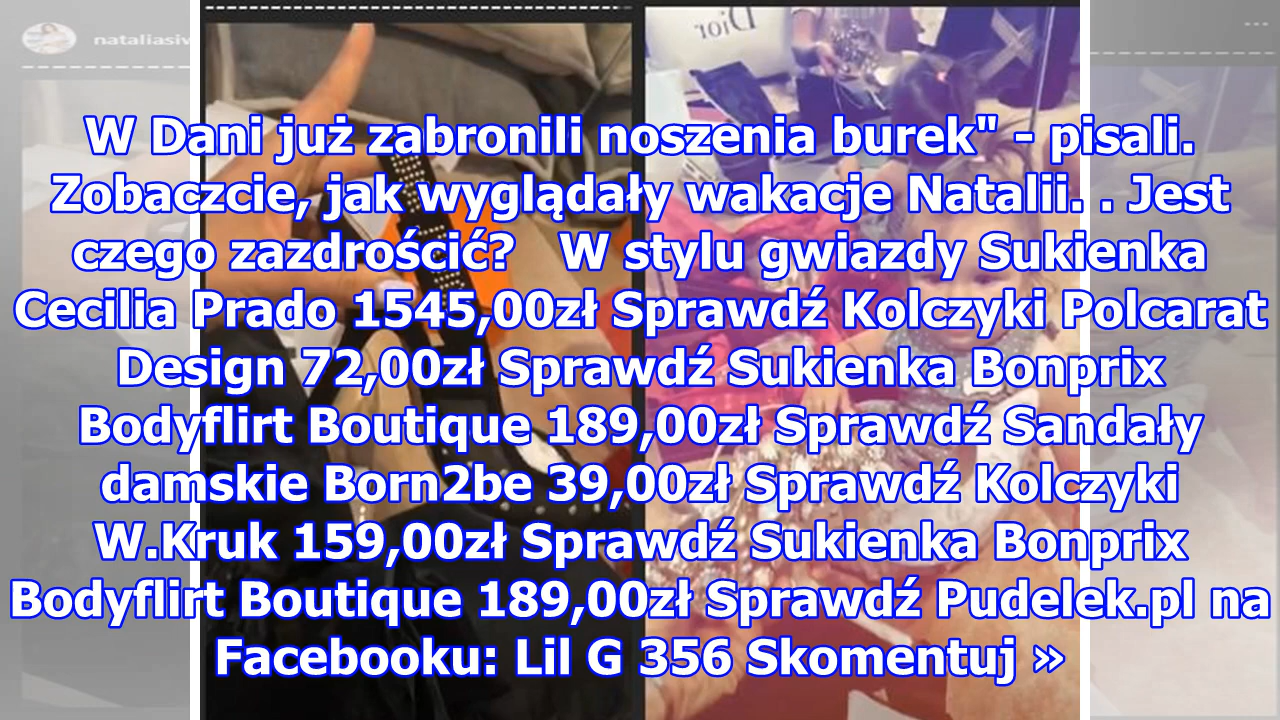 nataliasiw
Dior
W Dani już zabronili noszenia burek" - pisali.
Zobaczcie, jak wyglądały wakacje Natalii. . Jest
czego zazdrościć?   W stylu gwiazdy Sukienka
Cecilia Prado 1545,00zł Sprawdź Kolczyki Polcarat
Design 72,00zł Sprawdź Sukienka Bonprix
Bodyflirt Boutique 189,00zł Sprawdź Sandały
damskie Born2be 39,00zł Sprawdź Kolczyki
W.Kruk 159,00zł Sprawdź Sukienka Bonprix
Bodyflirt Boutique 189,00zł Sprawdź Pudelek.pl na
Facebooku: Lil G 356 Skomentuj »